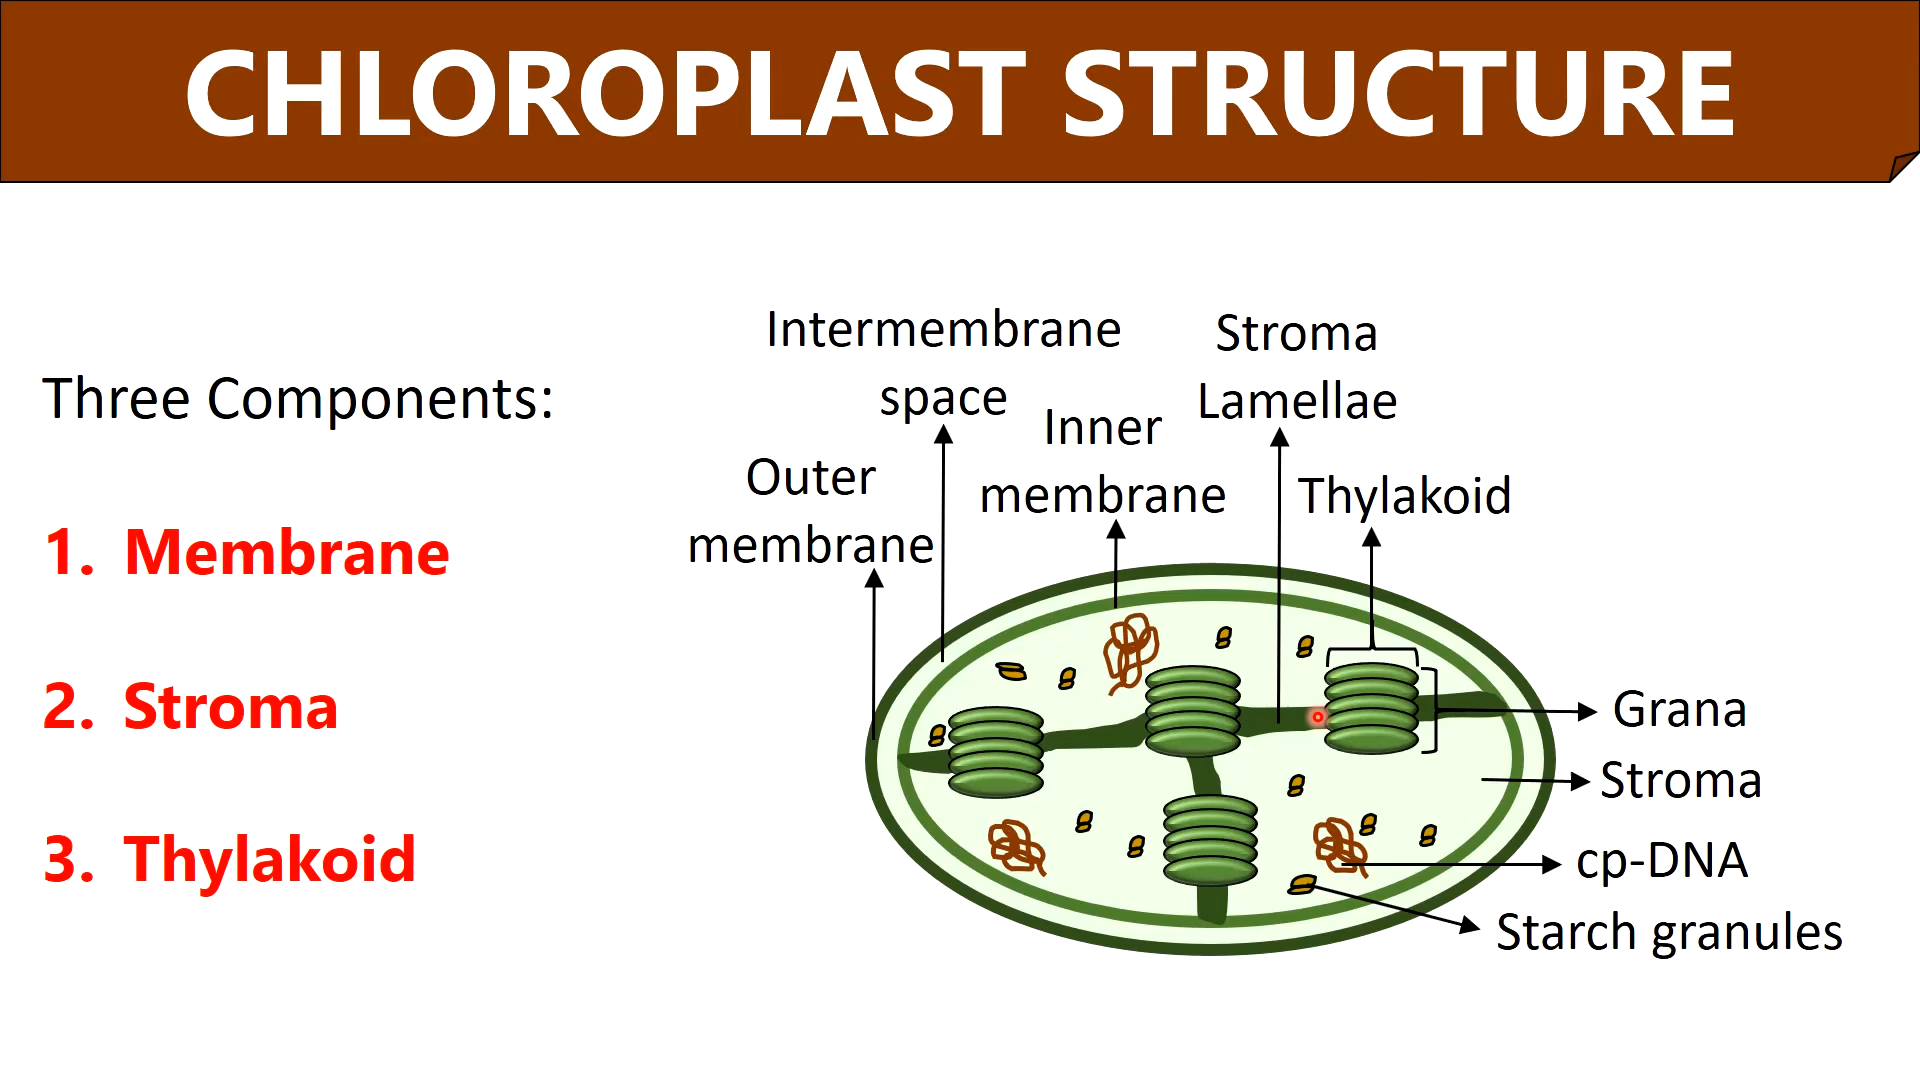 CHLOROPLAST STRUCTURE
Three Components:
1. Membrane
2. Stroma
3. Thylakoid
Intermembrane
space
Stroma
Lamellae
Inner
membrane
Outer
membrane
Thylakoid
Grana
Stroma
cp-DNA
Starch granules